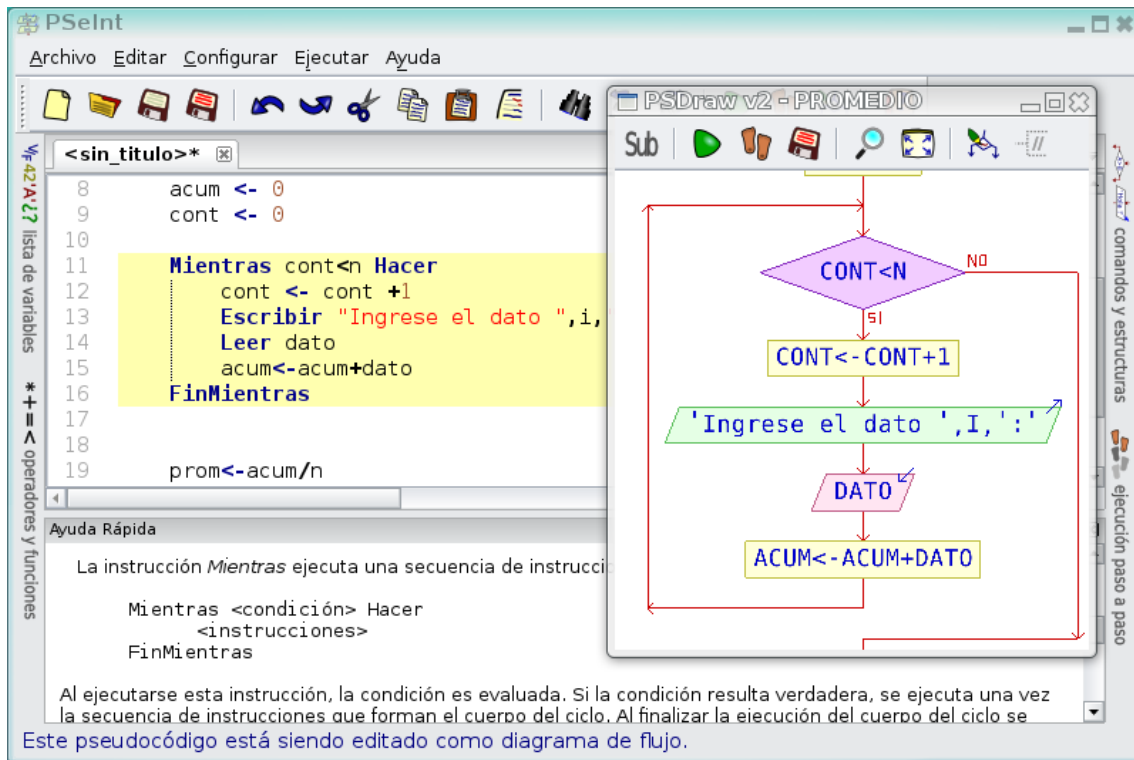 PSeInt
Archivo Editar Configurar Ejecutar Ayuda
<sin_titulo>*
8 acum <- 0
9 cont <- 0
10
11 Mientras cont<n Hacer
12 cont <- cont +1
13 Escribir "Ingrese el dato ",i,
14 Leer dato
15 acum<-acum+dato
16 FinMientras
17
18
19 prom<-acum/n
V/F 42 'A' ¿? lista de variables
*+=< operadores y funciones
Ayuda Rápida
La instrucción Mientras ejecuta una secuencia de
Mientras <condición> Hacer
<instrucciones>
FinMientras
Al ejecutarse esta instrucción, la condición es evaluada. Si la condición resulta verdadera, se ejecuta una vez
la secuencia de instrucciones que forman el cuerpo del ciclo. Al finalizar la ejecución del cuerpo del ciclo se
Este pseudocódigo está siendo editado como diagrama de flujo.
PSDraw v2 - PROMEDIO
Sub
CONT<N
NO
SI
CONT<-CONT+1
'Ingrese el dato ',I,':'
DATO
ACUM<-ACUM+DATO
comandos y estructuras
ejecución paso a paso